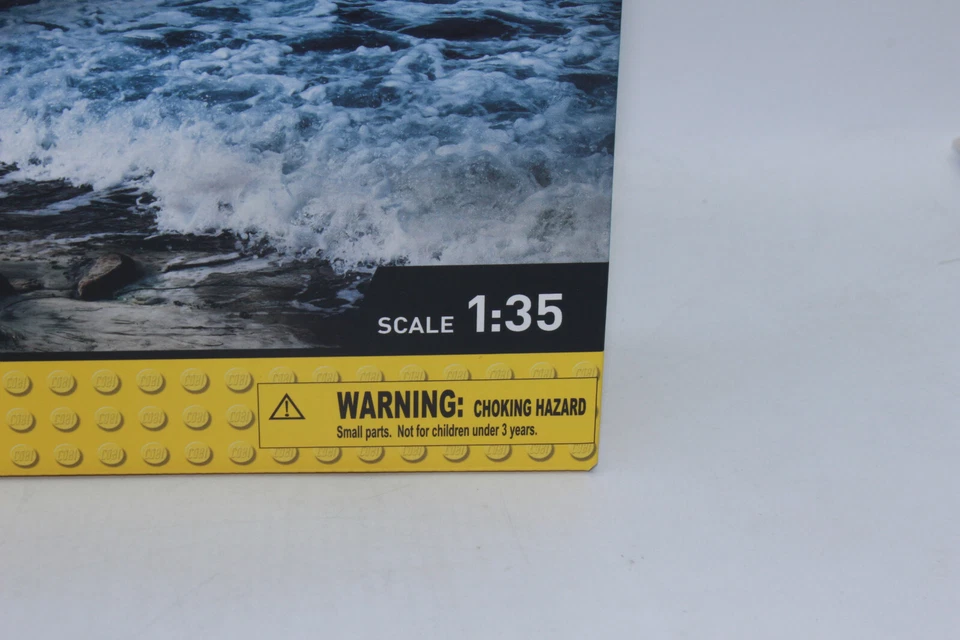 SCALE 1:35
WARNING: CHOKING HAZARD
Small parts. Not for children under 3 years.